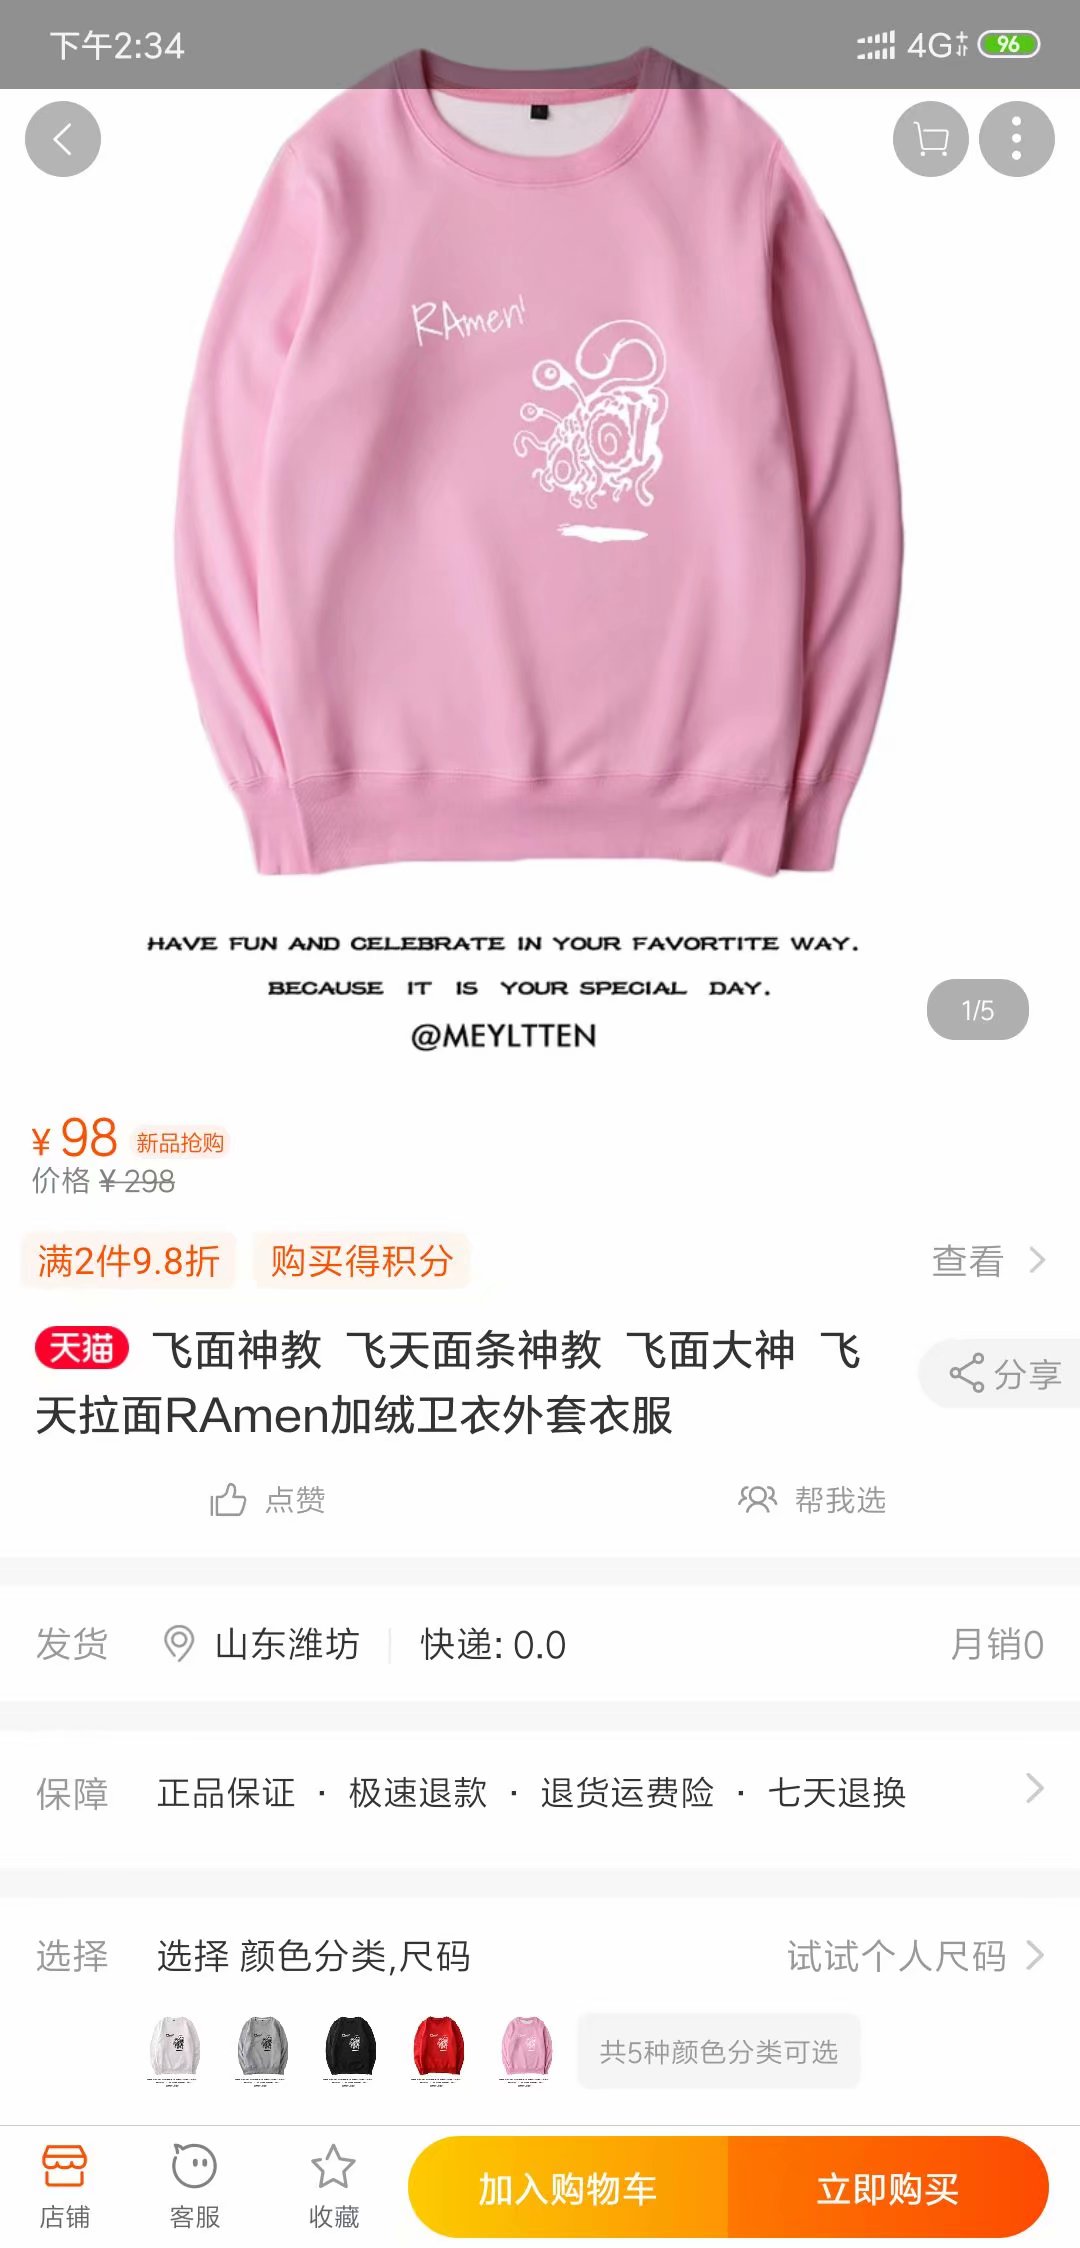 下午2:34
4G
96
RAmen!
HAVE FUN AND CELEBRATE IN YOUR FAVORTITE WAY.
BECAUSE IT IS YOUR SPECIAL DAY.
@MEYLTTEN
1/5
¥98 新品抢购
价格 ¥298
满2件9.8折 购买得积分 查看
天猫 飞面神教 飞天面条神教 飞面大神 飞
天拉面RAmen加绒卫衣外套衣服
分享
点赞 帮我选
发货 山东潍坊 快递: 0.0 月销0
保障 正品保证 · 极速退款 · 退货运费险 · 七天退换
选择 选择 颜色分类,尺码 试试个人尺码
共5种颜色分类可选
店铺 客服 收藏 加入购物车 立即购买